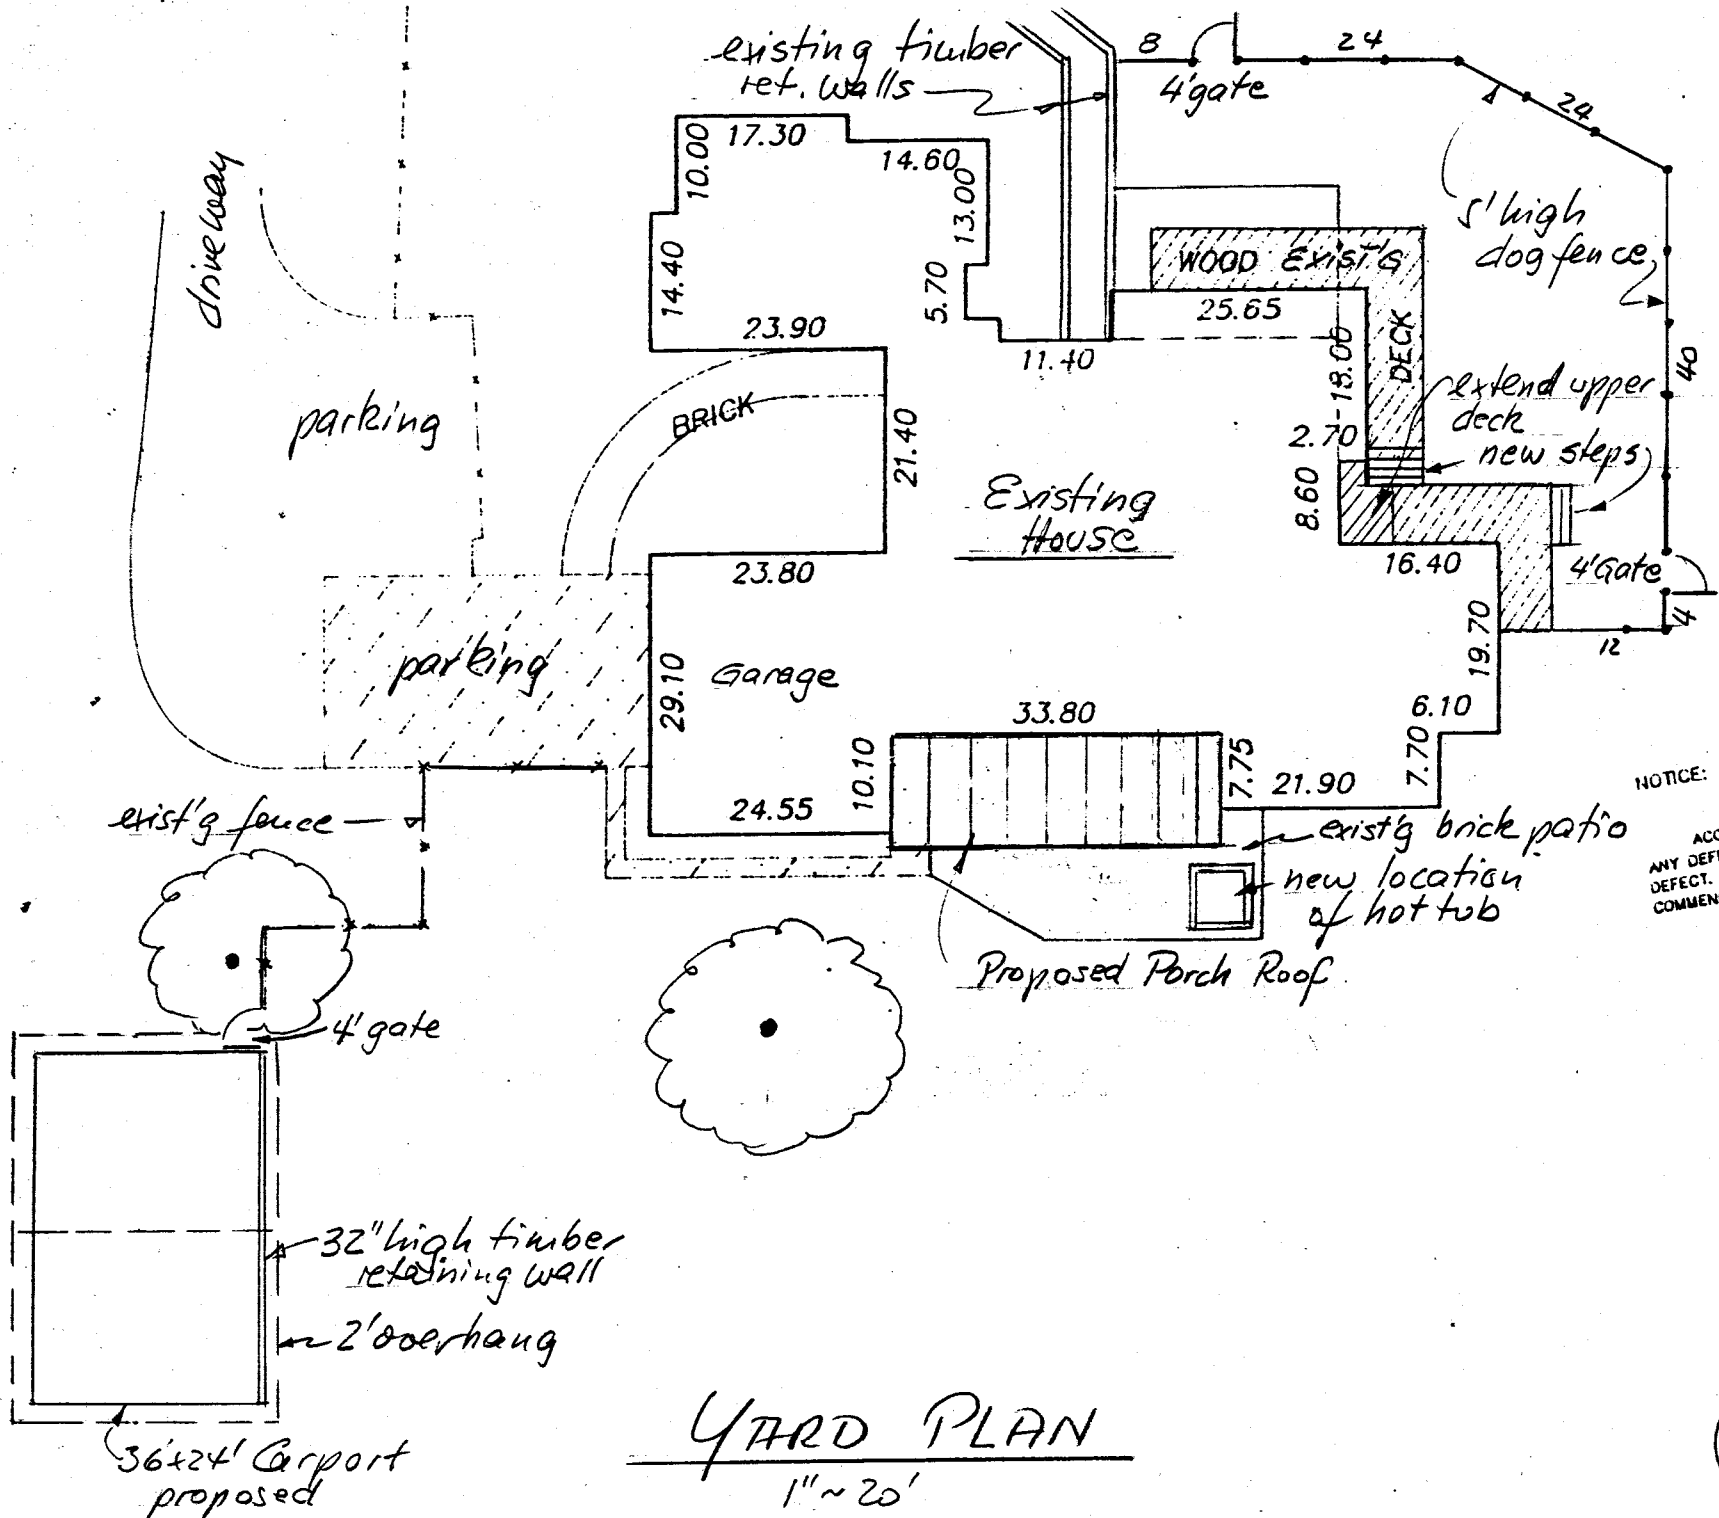 existing timber
ret. walls
8
4'gate
24
24
5' high
dog fence
40
driveway
10.00
17.30
14.60
13.00
14.40
5.70
23.90
11.40
WOOD Exist'G
25.65
DECK
18.00
extend upper
deck
new steps
parking
BRICK
21.40
2.70
8.60
Existing
House
23.80
16.40
4'Gate
4
12
parking
Garage
29.10
33.80
19.70
6.10
7.70
10.10
7.75
21.90
24.55
NOTICE:
ANY DEF
DEFECT.
COMMEN
exist'g fence
exist'g brick patio
new location
of hot tub
Proposed Porch Roof
4' gate
32" high timber
retaining wall
2' overhang
36'x24' Carport
proposed
YARD PLAN
1" ~ 20'